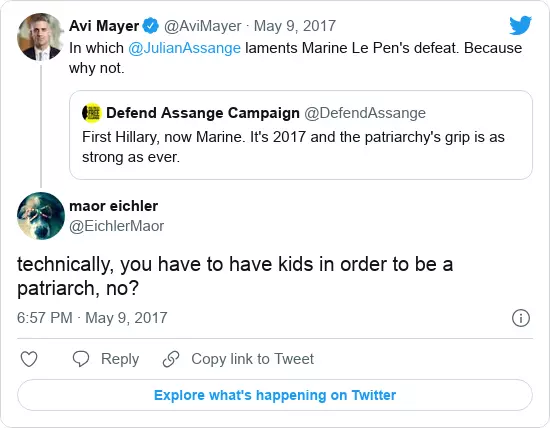 Avi Mayer @AviMayer · May 9, 2017
In which @JulianAssange laments Marine Le Pen's defeat. Because
why not.
Defend Assange Campaign @DefendAssange
First Hillary, now Marine. It's 2017 and the patriarchy's grip is as
strong as ever.
maor eichler
@EichlerMaor
technically, you have to have kids in order to be a
patriarch, no?
6:57 PM · May 9, 2017
Reply Copy link to Tweet
Explore what's happening on Twitter